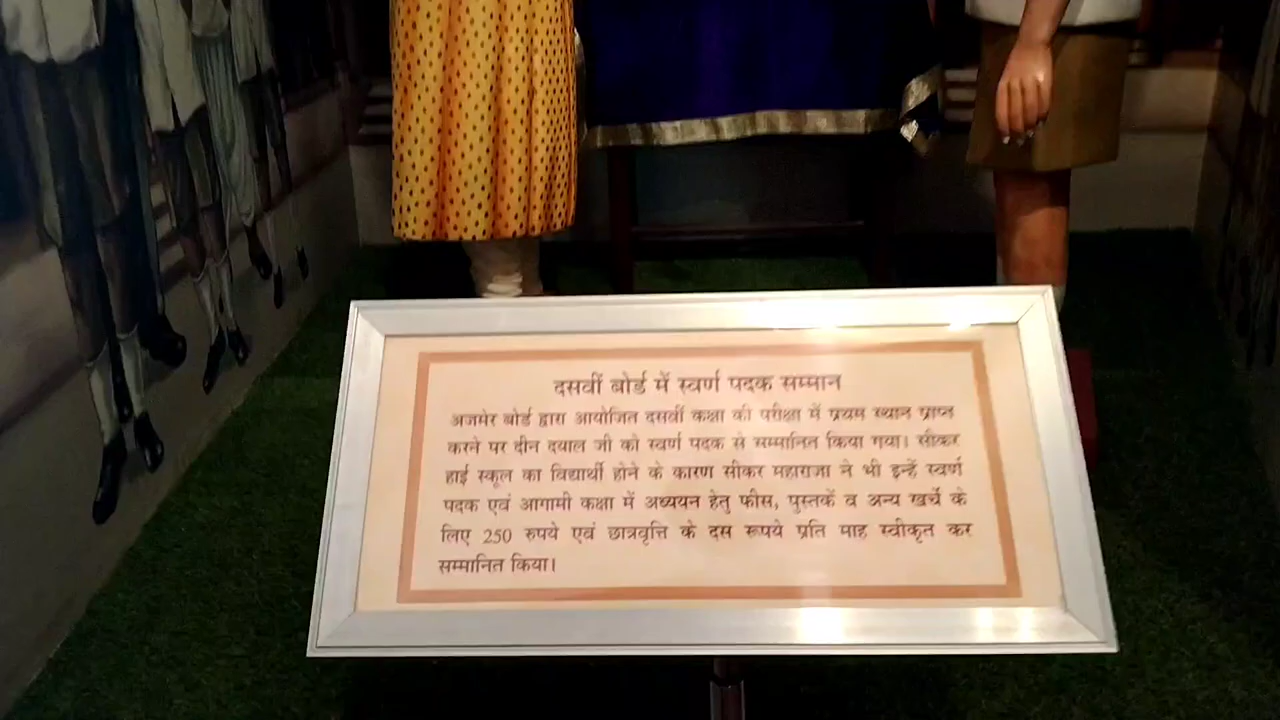 दसवीं बोर्ड में स्वर्ण पदक सम्मान
अजमेर बोर्ड द्वारा आयोजित दसवीं कक्षा की परीक्षा में प्रथम स्थान प्राप्त
करने पर दीन दयाल जी को स्वर्ण पदक से सम्मानित किया गया। सीकर
हाई स्कूल का विद्यार्थी होने के कारण सीकर महाराजा ने भी इन्हें स्वर्ण
पदक एवं आगामी कक्षा में अध्ययन हेतु फीस, पुस्तकें व अन्य खर्चे के
लिए 250 रुपये एवं छात्रवृत्ति के दस रूपये प्रति माह स्वीकृत कर
सम्मानित किया।